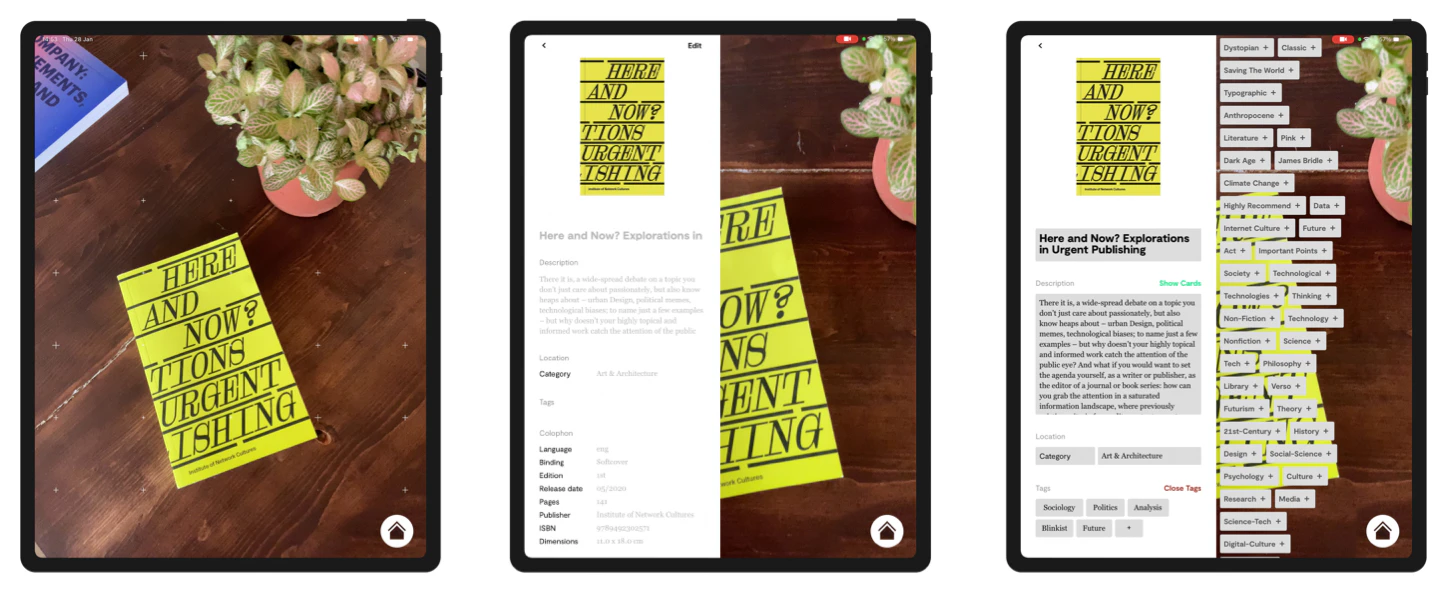 14:53 Thu 28 Jan
OMPANY:
EMENTS,
AND
HERE
AND
NOW?
TIONS
URGENT
ISHING
Institute of Network Cultures
Edit
HERE
AND
NOW?
TIONS
URGENT
ISHING
Institute of Network Cultures
Here and Now? Explorations in
Description
There it is, a wide-spread debate on a topic you
don't just care about passionately, but also know
heaps about – urban Design, political memes,
technological biases; to name just a few examples
– but why doesn't your highly topical and
informed work catch the attention of the public
Location
Category Art & Architecture
Tags
Colophon
Language eng
Binding Softcover
Edition 1st
Release date 05/2020
Pages 141
Publisher Institute of Network Cultures
ISBN
Dimensions 11.0 x 18.0 cm
ERE
OW?
NS
ENT
HING
work Cultures
HERE
AND
NOW?
TIONS
URGENT
ISHING
Institute of Network Cultures
Here and Now? Explorations
in Urgent Publishing
Description Show Cards
There it is, a wide-spread debate on a topic you
don't just care about passionately, but also
know heaps about – urban Design, political
memes, technological biases; to name just a few
examples – but why doesn't your highly topical
and informed work catch the attention of the
public eye? And what if you would want to set
the agenda yourself, as a writer or publisher, as
the editor of a journal or book series: how can
you grab the attention in a saturated
information landscape, where previously
Location
Category Art & Architecture
Tags Close Tags
Sociology Politics Analysis
Blinkist Future +
Dystopian + Classic +
Saving The World +
Typographic +
Anthropocene +
Literature + Pink +
Dark Age + James Bridle +
Climate Change +
Highly Recommend + Data +
Internet Culture + Future +
Act + Important Points +
Society + Technological +
Technologies + Thinking +
Non-Fiction + Technology +
Nonfiction + Science +
Tech + Philosophy +
Library + Verso +
Futurism + Theory +
21st-Century + History +
Design + Social-Science +
Psychology + Culture +
Research + Media +
Science-Tech +
Digital-Culture +